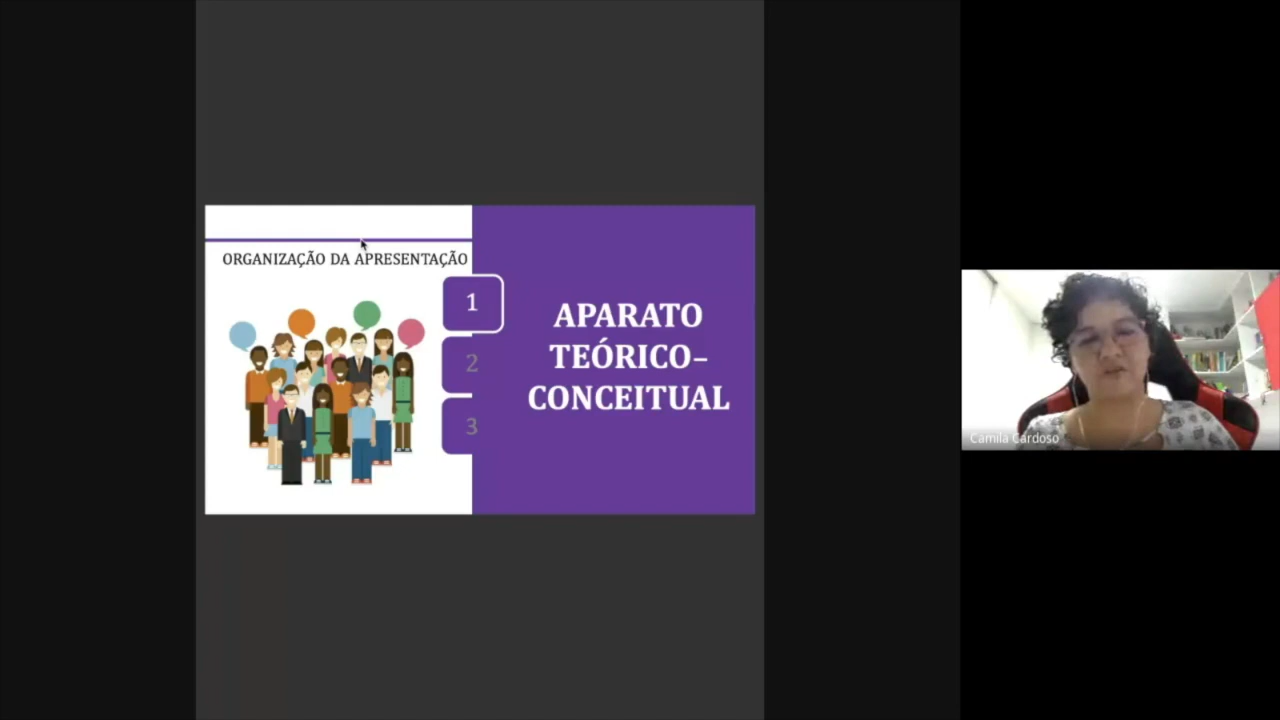 ORGANIZAÇÃO DA APRESENTAÇÃO
1
2
3
APARATO
TEÓRICO–
CONCEITUAL
Camila Cardoso